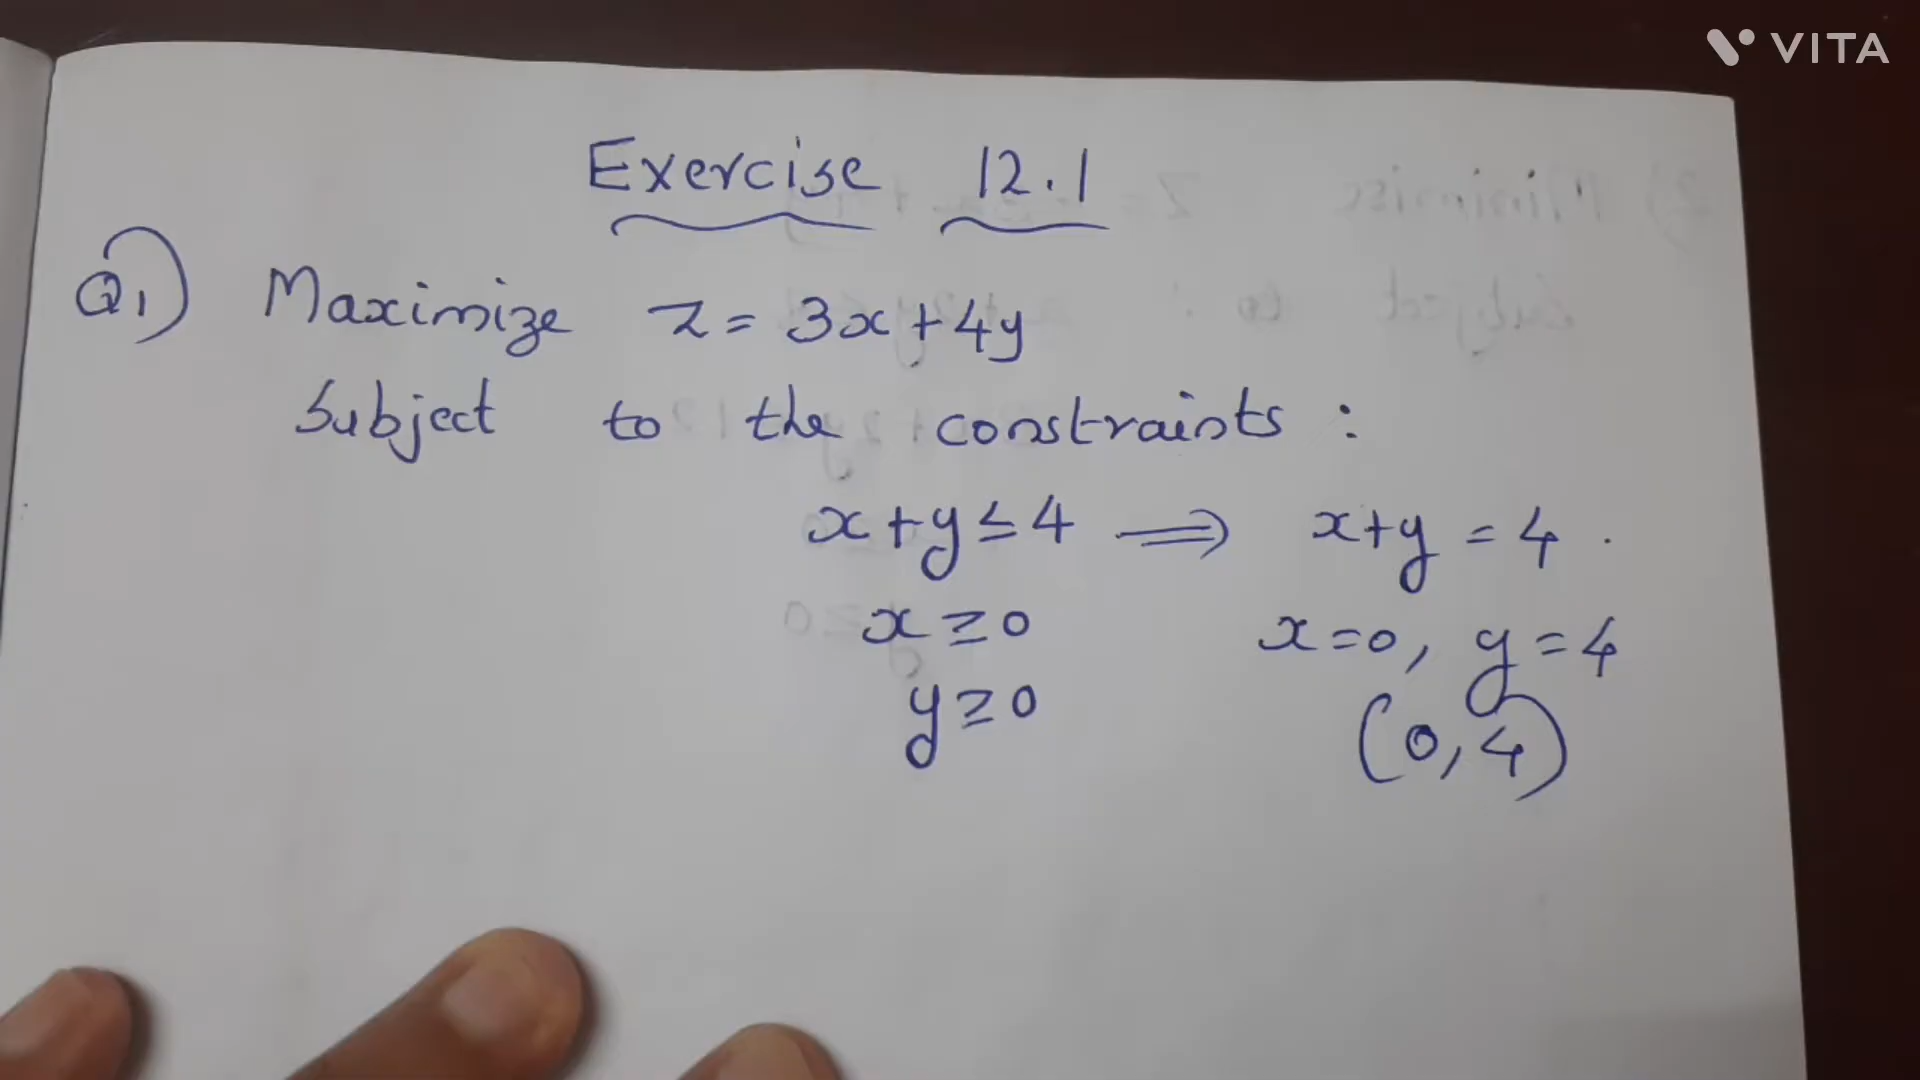 VITA
Exercise 12.1
Q1) Maximize Z = 3x + 4y
Subject to the constraints :
x + y ≤ 4 ⟹ x + y = 4 .
x ≥ 0 x = 0, y = 4
y ≥ 0 (0, 4)